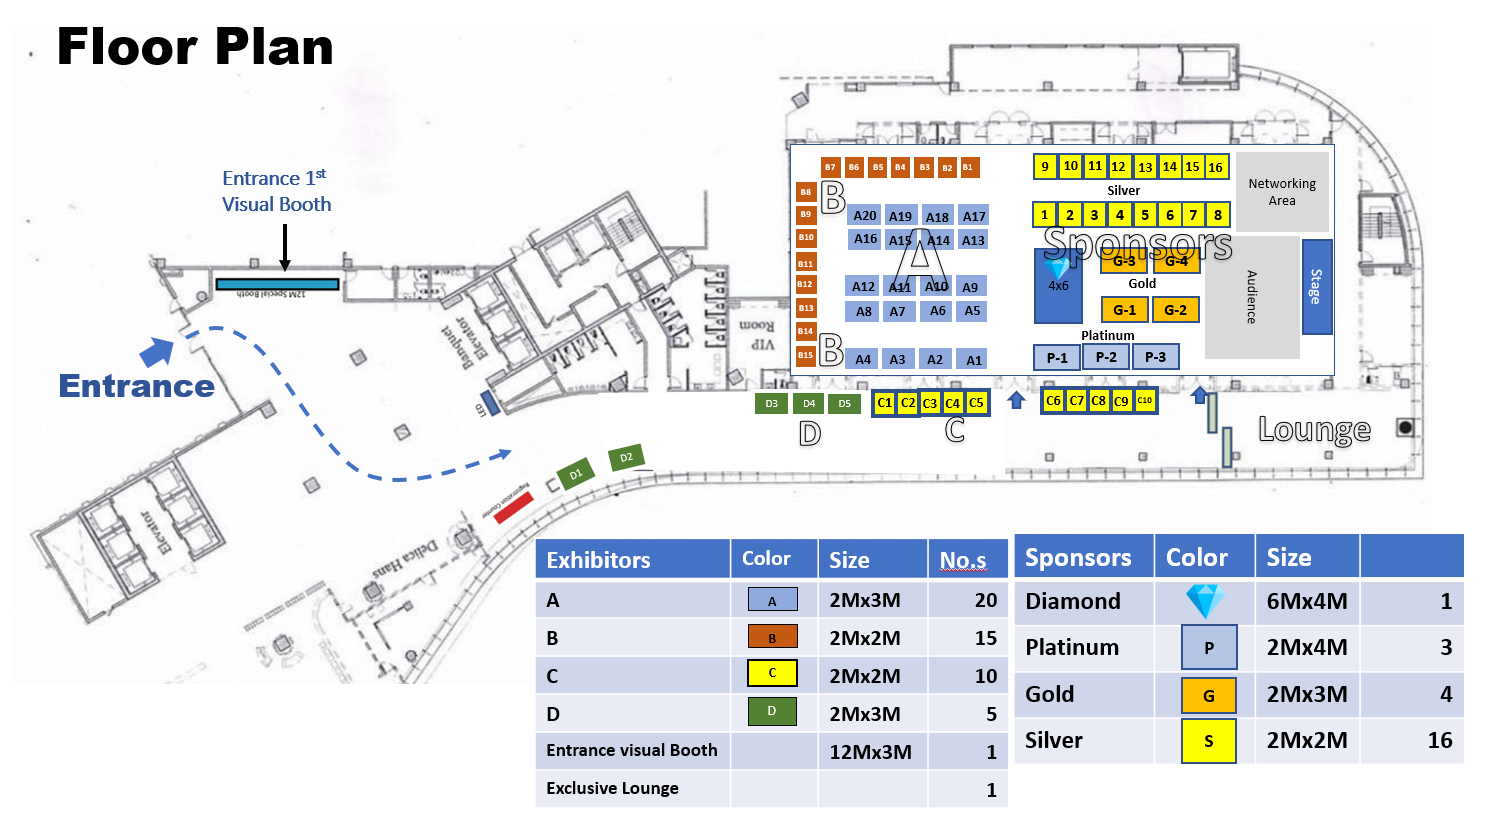 Floor Plan
Entrance 1st
Visual Booth
12M Special Booth
Entrance
Banquet
Elevator
LED
VIP
Room
Elevator
Delica Hans
Registration Counter
B7 B6 B5 B4 B3 B2 B1
B8
B9
B10
B11
B12
B13
B14
B15
B
B
A20 A19 A18 A17
A16 A15 A14 A13
A
A12 A11 A10 A9
A8 A7 A6 A5
A4 A3 A2 A1
9 10 11 12 13 14 15 16
Silver
1 2 3 4 5 6 7 8
Sponsors
4x6
G-3 G-4
Gold
G-1 G-2
Platinum
P-1 P-2 P-3
Networking
Area
Audience
Stage
D3 D4 D5
D
C1 C2 C3 C4 C5
C
C6 C7 C8 C9 C10
Lounge
D1 D2
Exhibitors Color Size No.s
A A 2Mx3M 20
B B 2Mx2M 15
C C 2Mx2M 10
D D 2Mx3M 5
Entrance visual Booth 12Mx3M 1
Exclusive Lounge 1
Sponsors Color Size
Diamond 6Mx4M 1
Platinum P 2Mx4M 3
Gold G 2Mx3M 4
Silver S 2Mx2M 16